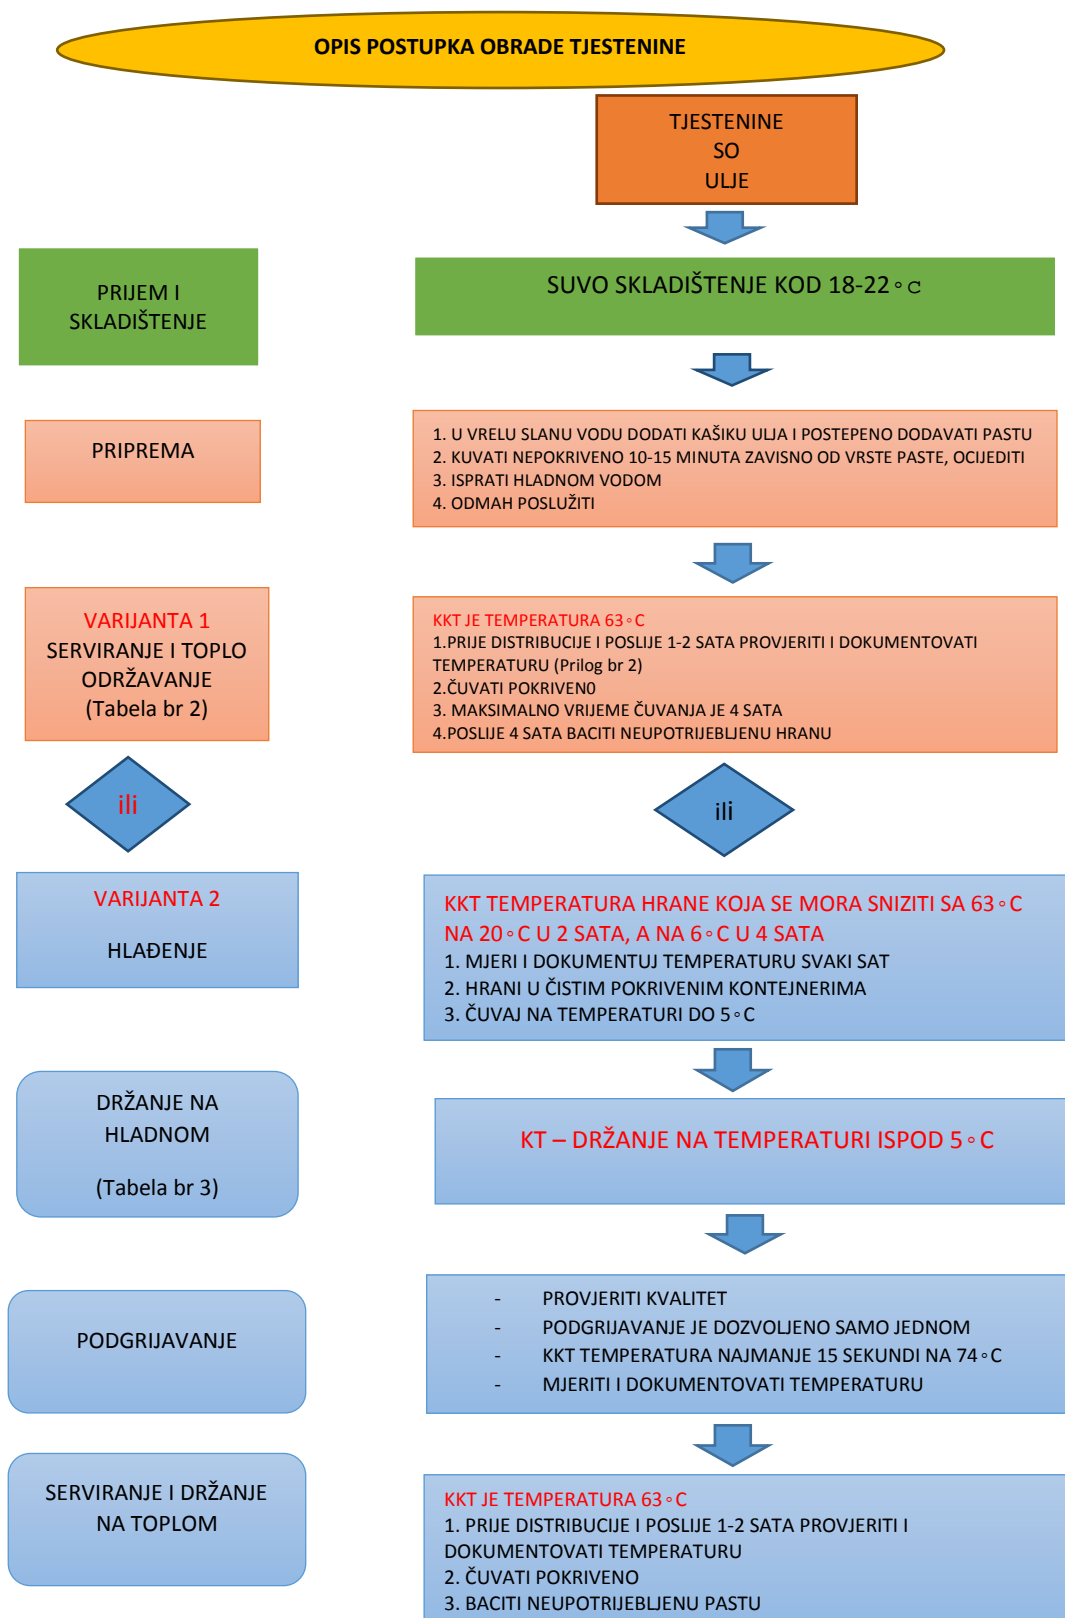 OPIS POSTUPKA OBRADE TJESTENINE
TJESTENINE
SO
ULJE
PRIJEM I
SKLADIŠTENJE
SUVO SKLADIŠTENJE KOD 18-22◦C
PRIPREMA
1. U VRELU SLANU VODU DODATI KAŠIKU ULJA I POSTEPENO DODAVATI PASTU
2. KUVATI NEPOKRIVENO 10-15 MINUTA ZAVISNO OD VRSTE PASTE, OCIJEDITI
3. ISPRATI HLADNOM VODOM
4. ODMAH POSLUŽITI
VARIJANTA 1
SERVIRANJE I TOPLO
ODRŽAVANJE
(Tabela br 2)
KKT JE TEMPERATURA 63◦C
1.PRIJE DISTRIBUCIJE I POSLIJE 1-2 SATA PROVJERITI I DOKUMENTOVATI
TEMPERATURU (Prilog br 2)
2.ČUVATI POKRIVEN0
3. MAKSIMALNO VRIJEME ČUVANJA JE 4 SATA
4.POSLIJE 4 SATA BACITI NEUPOTRIJEBLJENU HRANU
ili
ili
VARIJANTA 2
HLAĐENJE
KKT TEMPERATURA HRANE KOJA SE MORA SNIZITI SA 63◦C
NA 20◦C U 2 SATA, A NA 6◦C U 4 SATA
1. MJERI I DOKUMENTUJ TEMPERATURU SVAKI SAT
2. HRANI U ČISTIM POKRIVENIM KONTEJNERIMA
3. ČUVAJ NA TEMPERATURI DO 5◦C
DRŽANJE NA
HLADNOM
(Tabela br 3)
KT – DRŽANJE NA TEMPERATURI ISPOD 5◦C
PODGRIJAVANJE
- PROVJERITI KVALITET
- PODGRIJAVANJE JE DOZVOLJENO SAMO JEDNOM
- KKT TEMPERATURA NAJMANJE 15 SEKUNDI NA 74◦C
- MJERITI I DOKUMENTOVATI TEMPERATURU
SERVIRANJE I DRŽANJE
NA TOPLOM
KKT JE TEMPERATURA 63◦C
1. PRIJE DISTRIBUCIJE I POSLIJE 1-2 SATA PROVJERITI I
DOKUMENTOVATI TEMPERATURU
2. ČUVATI POKRIVENO
3. BACITI NEUPOTRIJEBLJENU PASTU